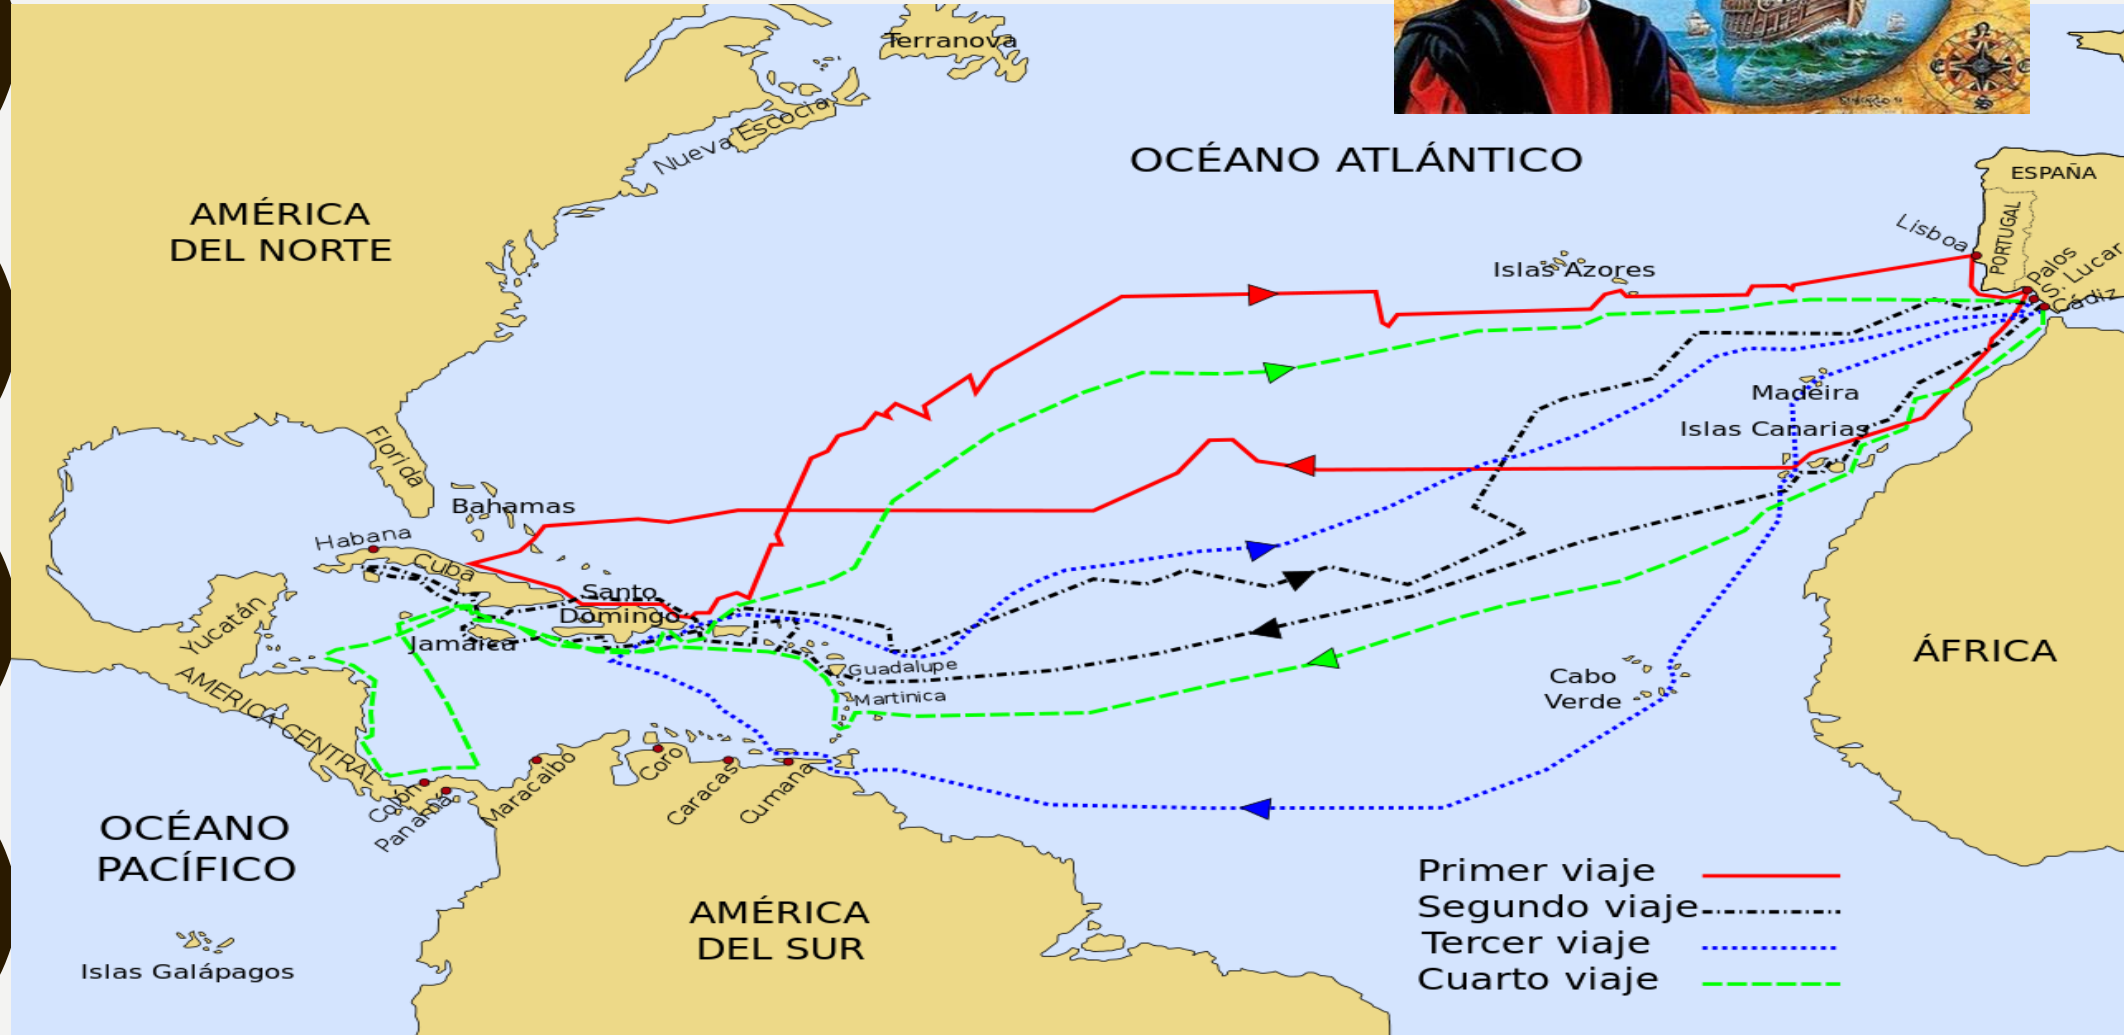 Terranova
Nueva Escocia
OCÉANO ATLÁNTICO
ESPAÑA
PORTUGAL
Lisboa
Palos
S. Lucar
Cádiz
AMÉRICA
DEL NORTE
Islas Azores
Madeira
Islas Canarias
Florida
Bahamas
Habana
Cuba
Santo
Domingo
Jamaica
Yucatán
AMERICA CENTRAL
Guadalupe
Martinica
Cabo
Verde
ÁFRICA
Colón
Panamá
Maracaibo
Coro
Caracas
Cumana
OCÉANO
PACÍFICO
AMÉRICA
DEL SUR
Islas Galápagos
Primer viaje
Segundo viaje
Tercer viaje
Cuarto viaje